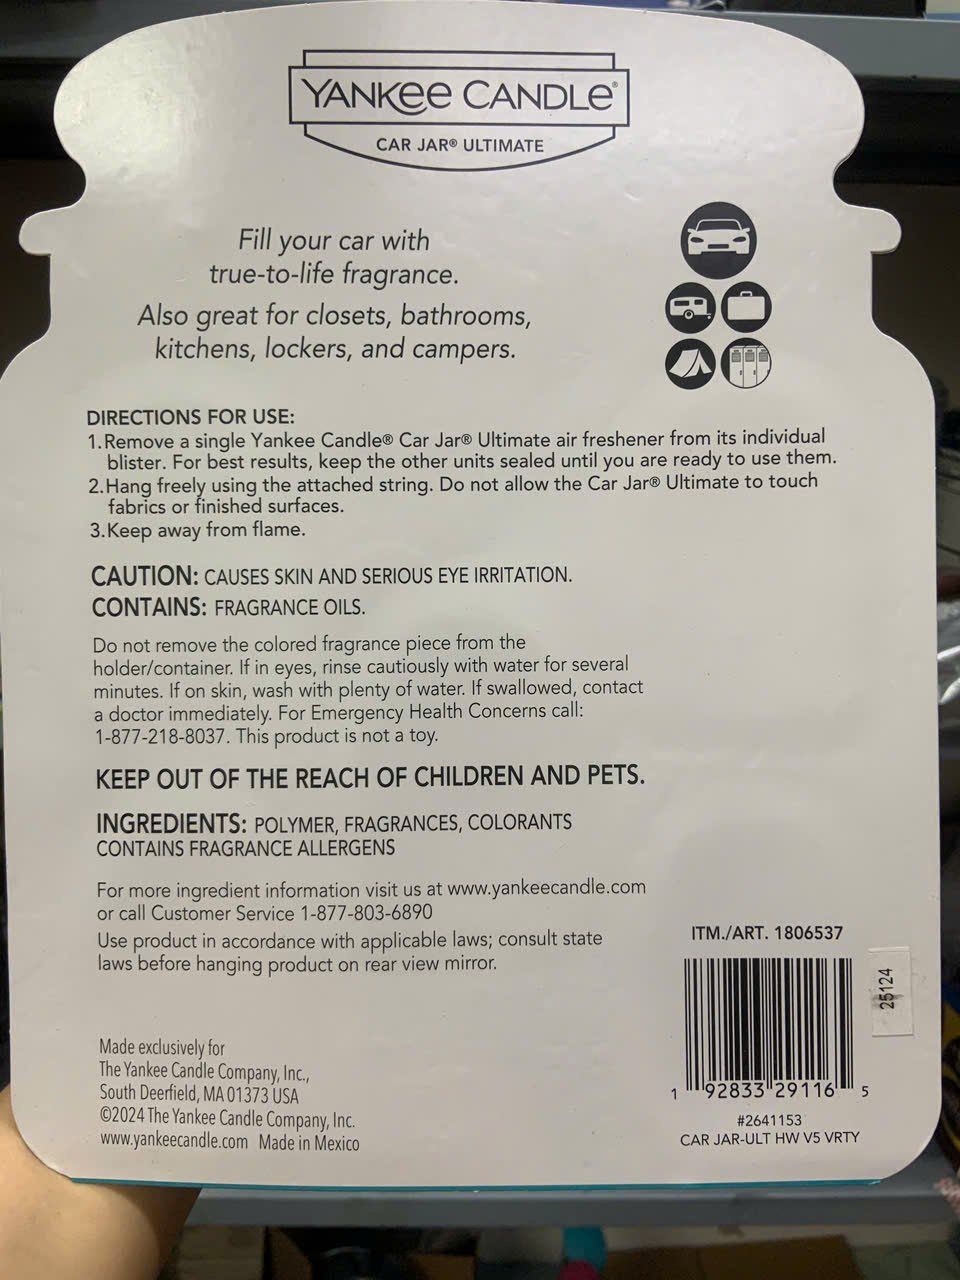 YANKEE CANDLE®
CAR JAR® ULTIMATE
Fill your car with
true-to-life fragrance.
Also great for closets, bathrooms,
kitchens, lockers, and campers.
DIRECTIONS FOR USE:
1. Remove a single Yankee Candle® Car Jar® Ultimate air freshener from its individual
blister. For best results, keep the other units sealed until you are ready to use them.
2. Hang freely using the attached string. Do not allow the Car Jar® Ultimate to touch
fabrics or finished surfaces.
3. Keep away from flame.
CAUTION: CAUSES SKIN AND SERIOUS EYE IRRITATION.
CONTAINS: FRAGRANCE OILS.
Do not remove the colored fragrance piece from the
holder/container. If in eyes, rinse cautiously with water for several
minutes. If on skin, wash with plenty of water. If swallowed, contact
a doctor immediately. For Emergency Health Concerns call:
1-877-218-8037. This product is not a toy.
KEEP OUT OF THE REACH OF CHILDREN AND PETS.
INGREDIENTS: POLYMER, FRAGRANCES, COLORANTS
CONTAINS FRAGRANCE ALLERGENS
For more ingredient information visit us at www.yankeecandle.com
or call Customer Service 1-877-803-6890
Use product in accordance with applicable laws; consult state
laws before hanging product on rear view mirror.
Made exclusively for
The Yankee Candle Company, Inc.,
South Deerfield, MA 01373 USA
©2024 The Yankee Candle Company, Inc.
www.yankeecandle.com Made in Mexico
ITM./ART. 1806537
25124
1 92833 29116 5
#2641153
CAR JAR-ULT HW V5 VRTY